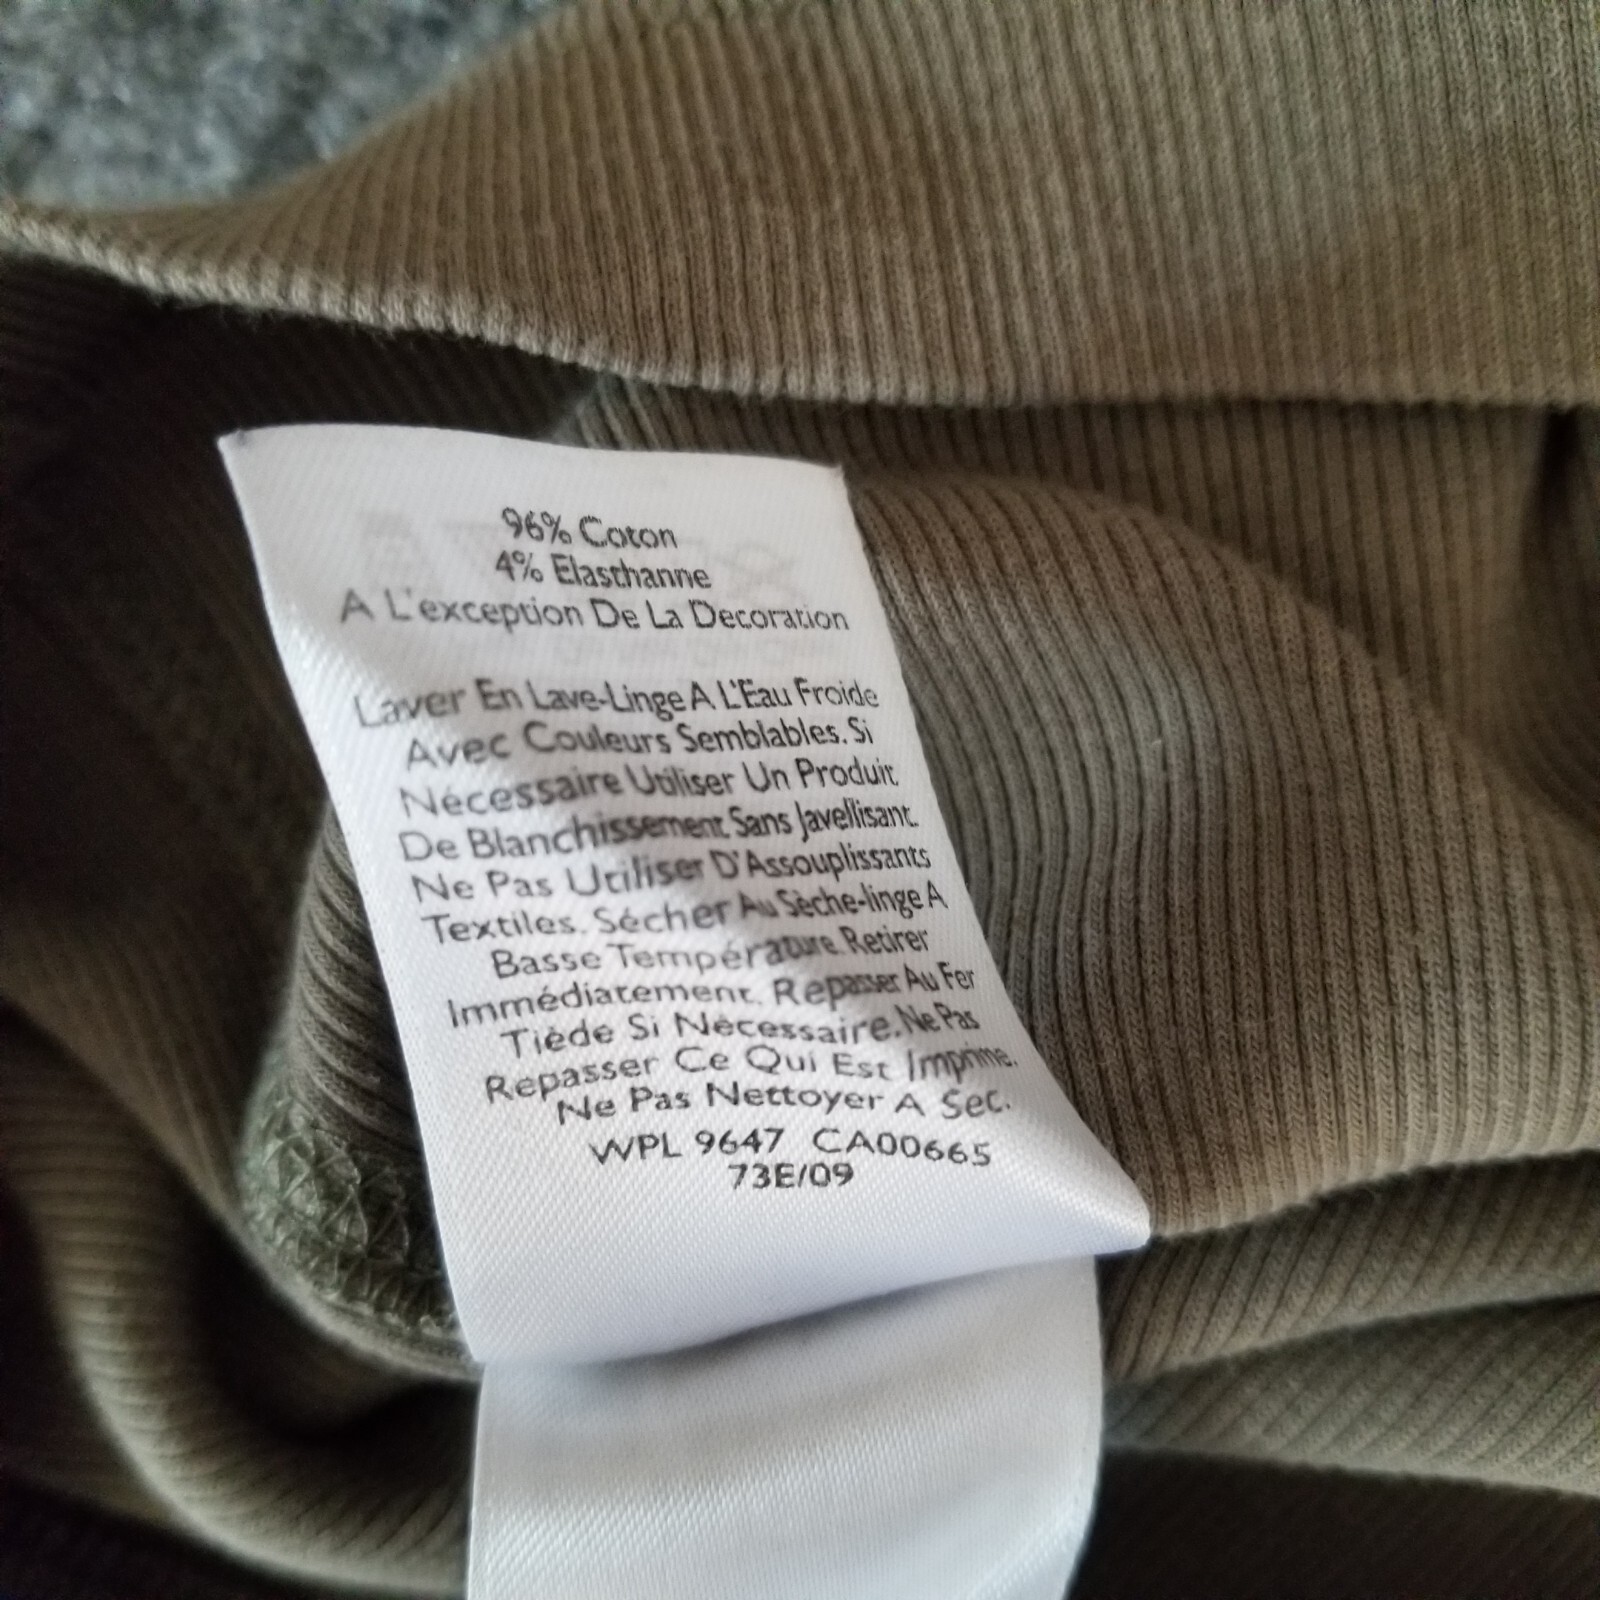 96% Coton
4% Elasthanne
A L'exception De La Decoration
Laver En Lave-Linge A L'Eau Froide
Avec Couleurs Semblables. Si
Nécessaire Utiliser Un Produit
De Blanchissement Sans Javellisant.
Ne Pas Utiliser D'Assouplissants
Textiles. Sécher Au Sèche-linge A
Basse Température. Retirer
Immédiatement. Repasser Au Fer
Tiède Si Nécessaire. Ne Pas
Repasser Ce Qui Est Imprime.
Ne Pas Nettoyer A Sec.
WPL 9647 CA00665
73E/09